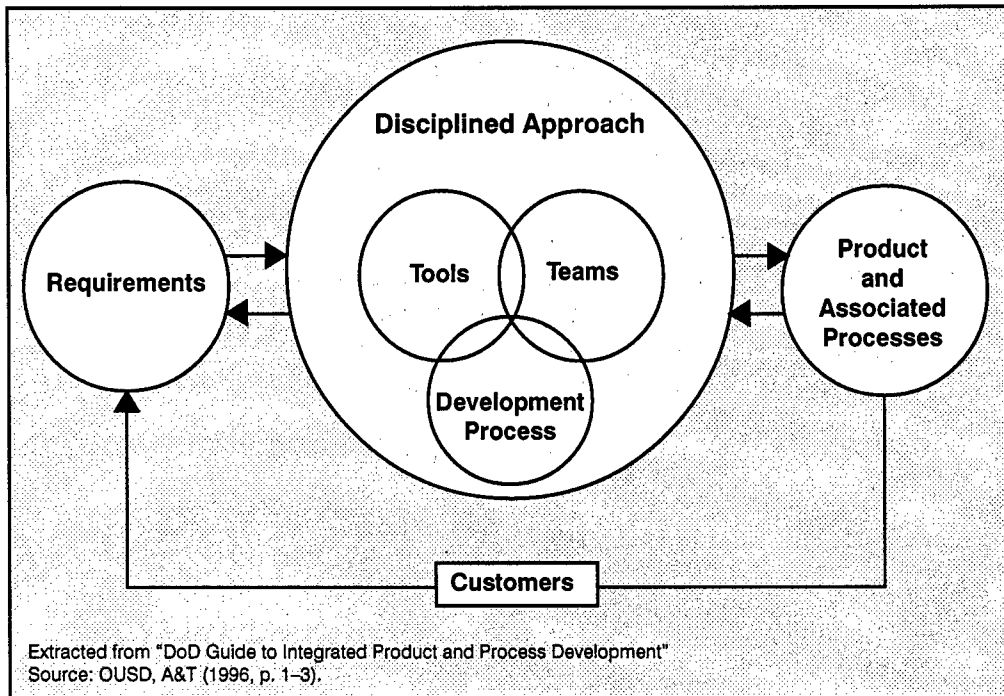 Disciplined Approach
Requirements
Tools
Teams
Development
Process
Product
and
Associated
Processes
Customers
Extracted from "DoD Guide to Integrated Product and Process Development"
Source: OUSD, A&T (1996, p. 1–3).